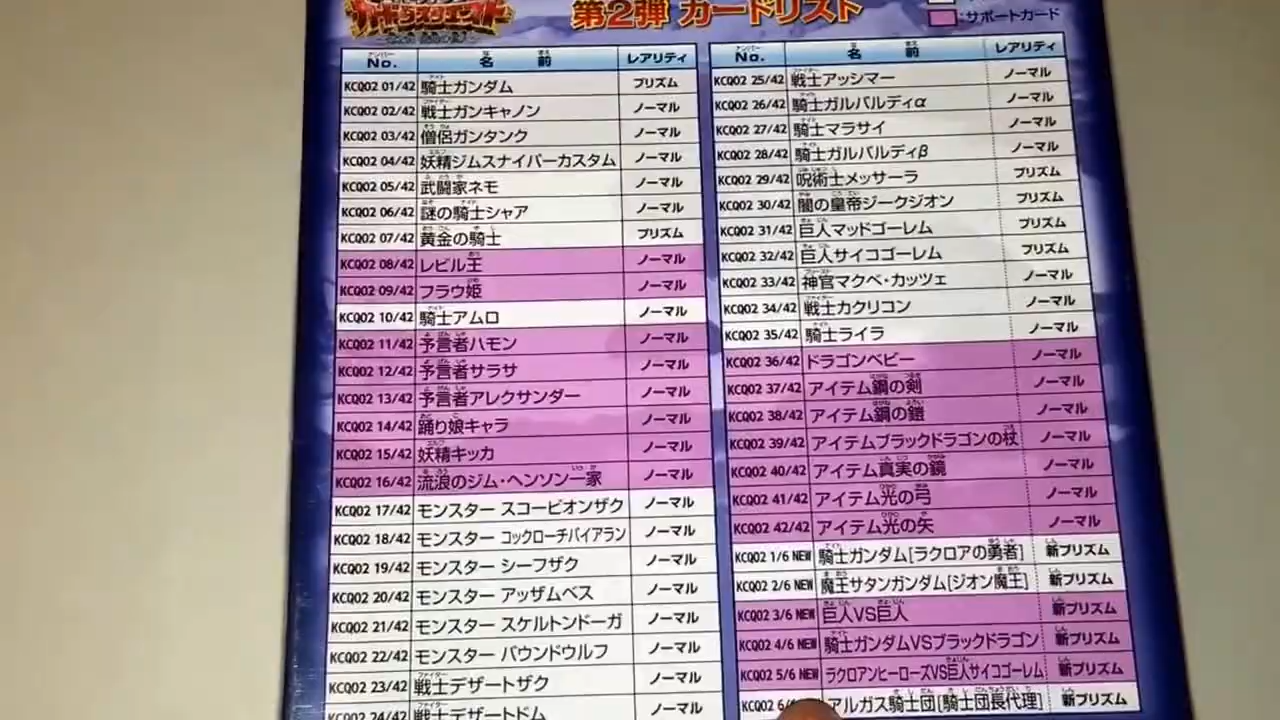 カードダスクエスト
第2弾 カードリスト
:サポートカード
No. 名前 レアリティ
KCQ02 01/42 騎士ガンダム プリズム
KCQ02 02/42 戦士ガンキャノン ノーマル
KCQ02 03/42 僧侶ガンタンク ノーマル
KCQ02 04/42 妖精ジムスナイパーカスタム ノーマル
KCQ02 05/42 武闘家ネモ ノーマル
KCQ02 06/42 謎の騎士シャア ノーマル
KCQ02 07/42 黄金の騎士 プリズム
KCQ02 08/42 レビル王 ノーマル
KCQ02 09/42 フラウ姫 ノーマル
KCQ02 10/42 騎士アムロ ノーマル
KCQ02 11/42 予言者ハモン ノーマル
KCQ02 12/42 予言者サラサ ノーマル
KCQ02 13/42 予言者アレクサンダー ノーマル
KCQ02 14/42 踊り娘キャラ ノーマル
KCQ02 15/42 妖精キッカ ノーマル
KCQ02 16/42 流浪のジム・ヘンソン一家 ノーマル
KCQ02 17/42 モンスター スコーピオンザク ノーマル
KCQ02 18/42 モンスター コックローチバイアラン ノーマル
KCQ02 19/42 モンスター シーフザク ノーマル
KCQ02 20/42 モンスター アッザムベス ノーマル
KCQ02 21/42 モンスター スケルトンドーガ ノーマル
KCQ02 22/42 モンスター バウンドウルフ ノーマル
KCQ02 23/42 戦士デザートザク ノーマル
KCQ02 24/42 戦士デザートドム ノーマル
No. 名前 レアリティ
KCQ02 25/42 戦士アッシマー ノーマル
KCQ02 26/42 騎士ガルバルディα ノーマル
KCQ02 27/42 騎士マラサイ ノーマル
KCQ02 28/42 騎士ガルバルディβ ノーマル
KCQ02 29/42 呪術士メッサーラ プリズム
KCQ02 30/42 闇の皇帝ジークジオン プリズム
KCQ02 31/42 巨人マッドゴーレム プリズム
KCQ02 32/42 巨人サイコゴーレム プリズム
KCQ02 33/42 神官マクベ・カッツェ ノーマル
KCQ02 34/42 戦士カクリコン ノーマル
KCQ02 35/42 騎士ライラ ノーマル
KCQ02 36/42 ドラゴンベビー ノーマル
KCQ02 37/42 アイテム鋼の剣 ノーマル
KCQ02 38/42 アイテム鋼の鎧 ノーマル
KCQ02 39/42 アイテムブラックドラゴンの杖 ノーマル
KCQ02 40/42 アイテム真実の鏡 ノーマル
KCQ02 41/42 アイテム光の弓 ノーマル
KCQ02 42/42 アイテム光の矢 ノーマル
KCQ02 1/6 NEW 騎士ガンダム[ラクロアの勇者] 新プリズム
KCQ02 2/6 NEW 魔王サタンガンダム[ジオン魔王] 新プリズム
KCQ02 3/6 NEW 巨人VS巨人 新プリズム
KCQ02 4/6 NEW 騎士ガンダムVSブラックドラゴン 新プリズム
KCQ02 5/6 NEW ラクロアンヒーローズVS巨人サイコゴーレム 新プリズム
KCQ02 6/ アルガス騎士団[騎士団長代理] 新プリズム